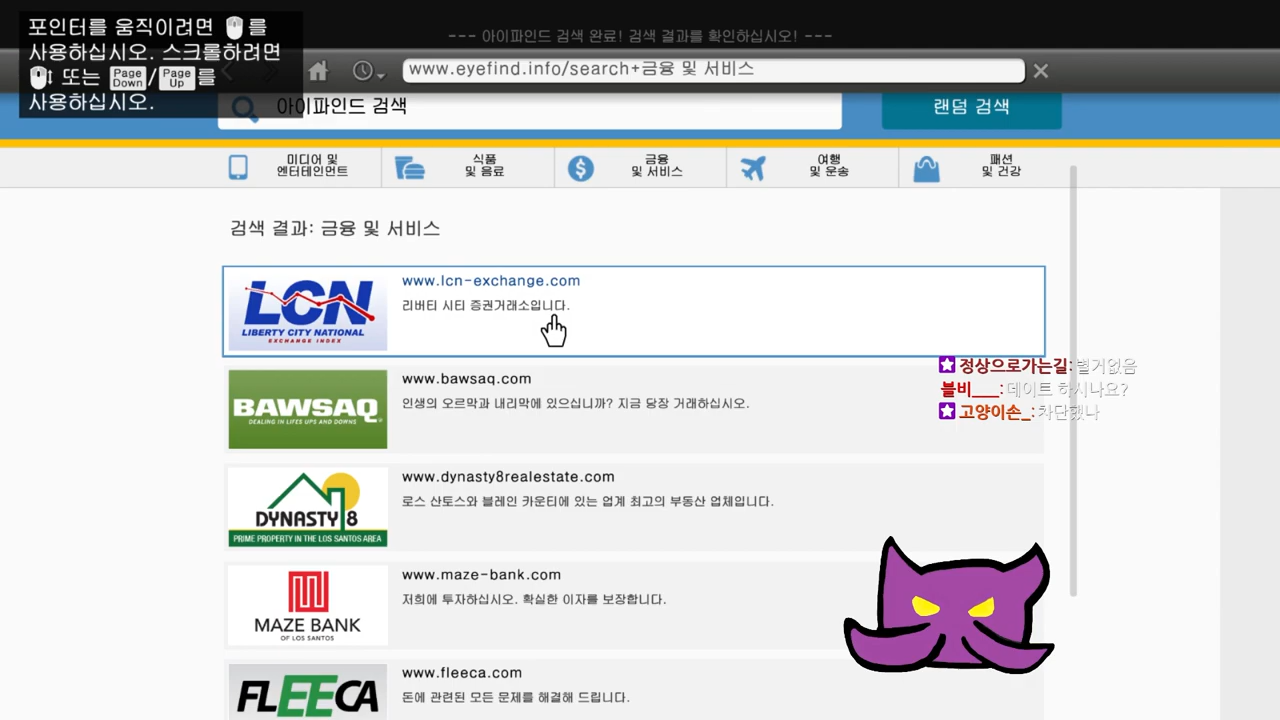 포인터를 움직이려면 를
사용하십시오. 스크롤하려면
또는 Page Down/Page Up를
사용하십시오.
--- 아이파인드 검색 완료! 검색 결과를 확인하십시오! ---
www.eyefind.info/search+금융 및 서비스
아이파인드 검색
랜덤 검색
미디어 및
엔터테인먼트
식품
및 음료
금융
및 서비스
여행
및 운송
패션
및 건강
검색 결과: 금융 및 서비스
LCN
LIBERTY CITY NATIONAL
EXCHANGE INDEX
www.lcn-exchange.com
리버티 시티 증권거래소입니다.
정상으로가는길: 별거없음
블비___: 데이트 하시나요?
고양이손_: 차단했나
BAWSAQ
DEALING IN LIFES UPS AND DOWNS
www.bawsaq.com
인생의 오르막과 내리막에 있으십니까? 지금 당장 거래하십시오.
DYNASTY 8
PRIME PROPERTY IN THE LOS SANTOS AREA
www.dynasty8realestate.com
로스 산토스와 블레인 카운티에 있는 업계 최고의 부동산 업체입니다.
MAZE BANK
OF LOS SANTOS
www.maze-bank.com
저희에 투자하십시오. 확실한 이자를 보장합니다.
FLEECA
www.fleeca.com
돈에 관련된 모든 문제를 해결해 드립니다.